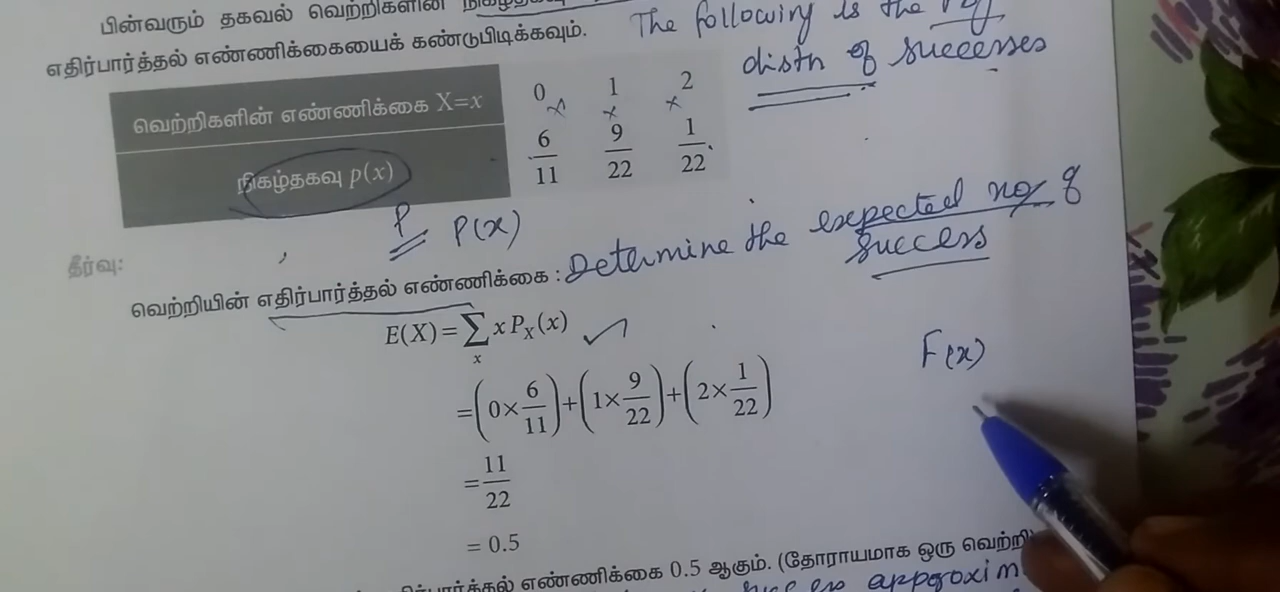 பின்வரும் தகவல் வெற்றிகளின்
எதிர்பார்த்தல் எண்ணிக்கையைக் கண்டுபிடிக்கவும். The following is the
distn of successes
வெற்றிகளின் எண்ணிக்கை X=x 0 1 2
நிகழ்தகவு p(x) 6/11 9/22 1/22
P P(x)
தீர்வு:
வெற்றியின் எதிர்பார்த்தல் எண்ணிக்கை : Determine the expected no of
success
E(X) = ∑x x PX(x)
F(x)
= (0×6/11)+(1×9/22)+(2×1/22)
= 11/22
= 0.5
எண்ணிக்கை 0.5 ஆகும். (தோராயமாக ஒரு வெற்றி)
approxim